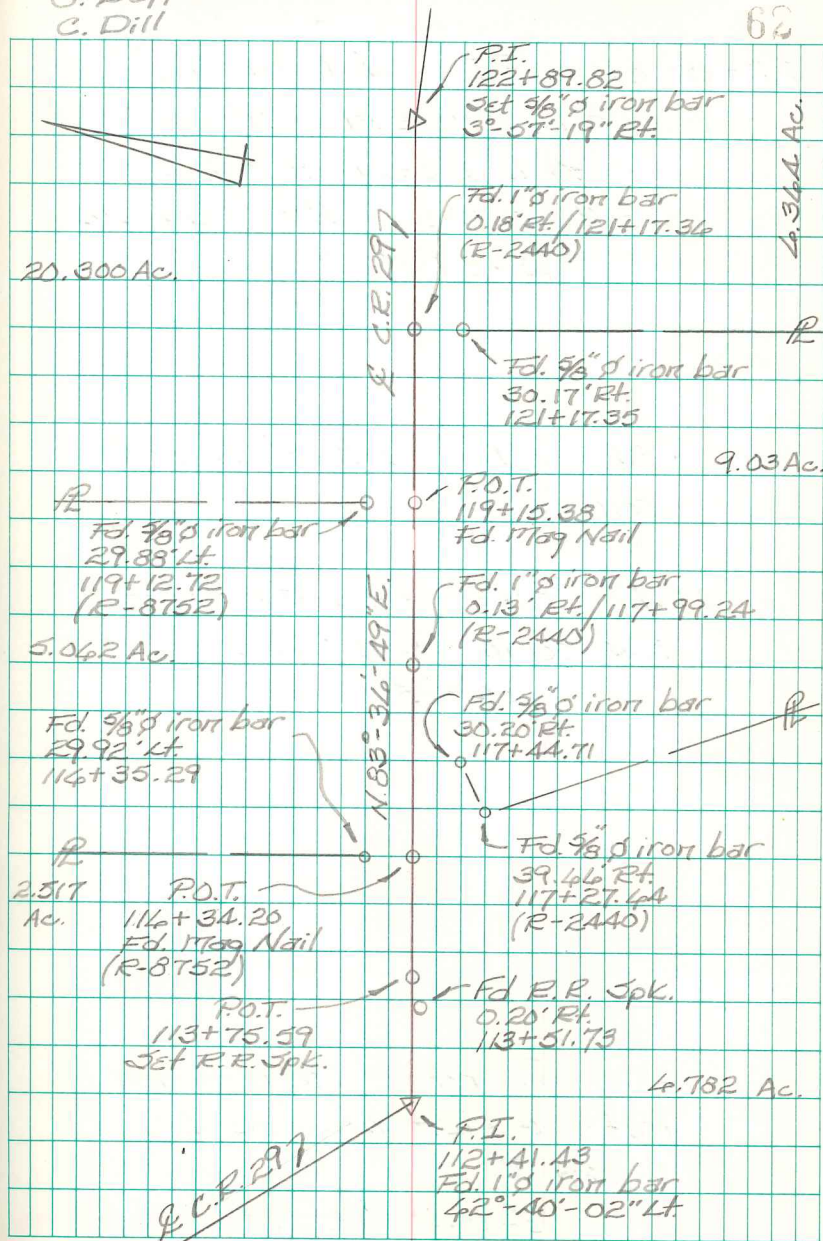 C. Dill
62
P.I.
122+89.82
Set 5/8"ø iron bar
3°-57'-19" Rt.
6.364 Ac.
Fd. 1"ø iron bar
0.18' Rt./121+17.36
(R-2440)
20.300 Ac.
℄ C.R. 297
PL
Fd. 5/8"ø iron bar
30.17' Rt.
121+17.35
9.03 Ac.
PL
P.O.T.
119+15.38
Fd. Mag Nail
Fd. 5/8"ø iron bar
29.88' Lt.
119+12.72
(R-8752)
Fd. 1"ø iron bar
0.13' Rt./117+99.24
(R-2440)
5.062 Ac.
N.83°-36'-49"E.
Fd. 5/8"ø iron bar
30.20' Rt.
117+44.71
PL
Fd. 5/8"ø iron bar
29.92' Lt.
116+35.29
PL
Fd. 5/8"ø iron bar
39.46' Rt.
117+27.64
(R-2440)
2.517
Ac.
P.O.T.
116+34.20
Fd. Mag Nail
(R-8752)
P.O.T.
113+75.59
Set R.R. Spk.
Fd R.R. Spk.
0.20' Rt.
113+51.73
6.782 Ac.
P.I.
112+41.43
Fd. 1"ø iron bar
42°-40'-02" Lt.
℄ C.R. 297